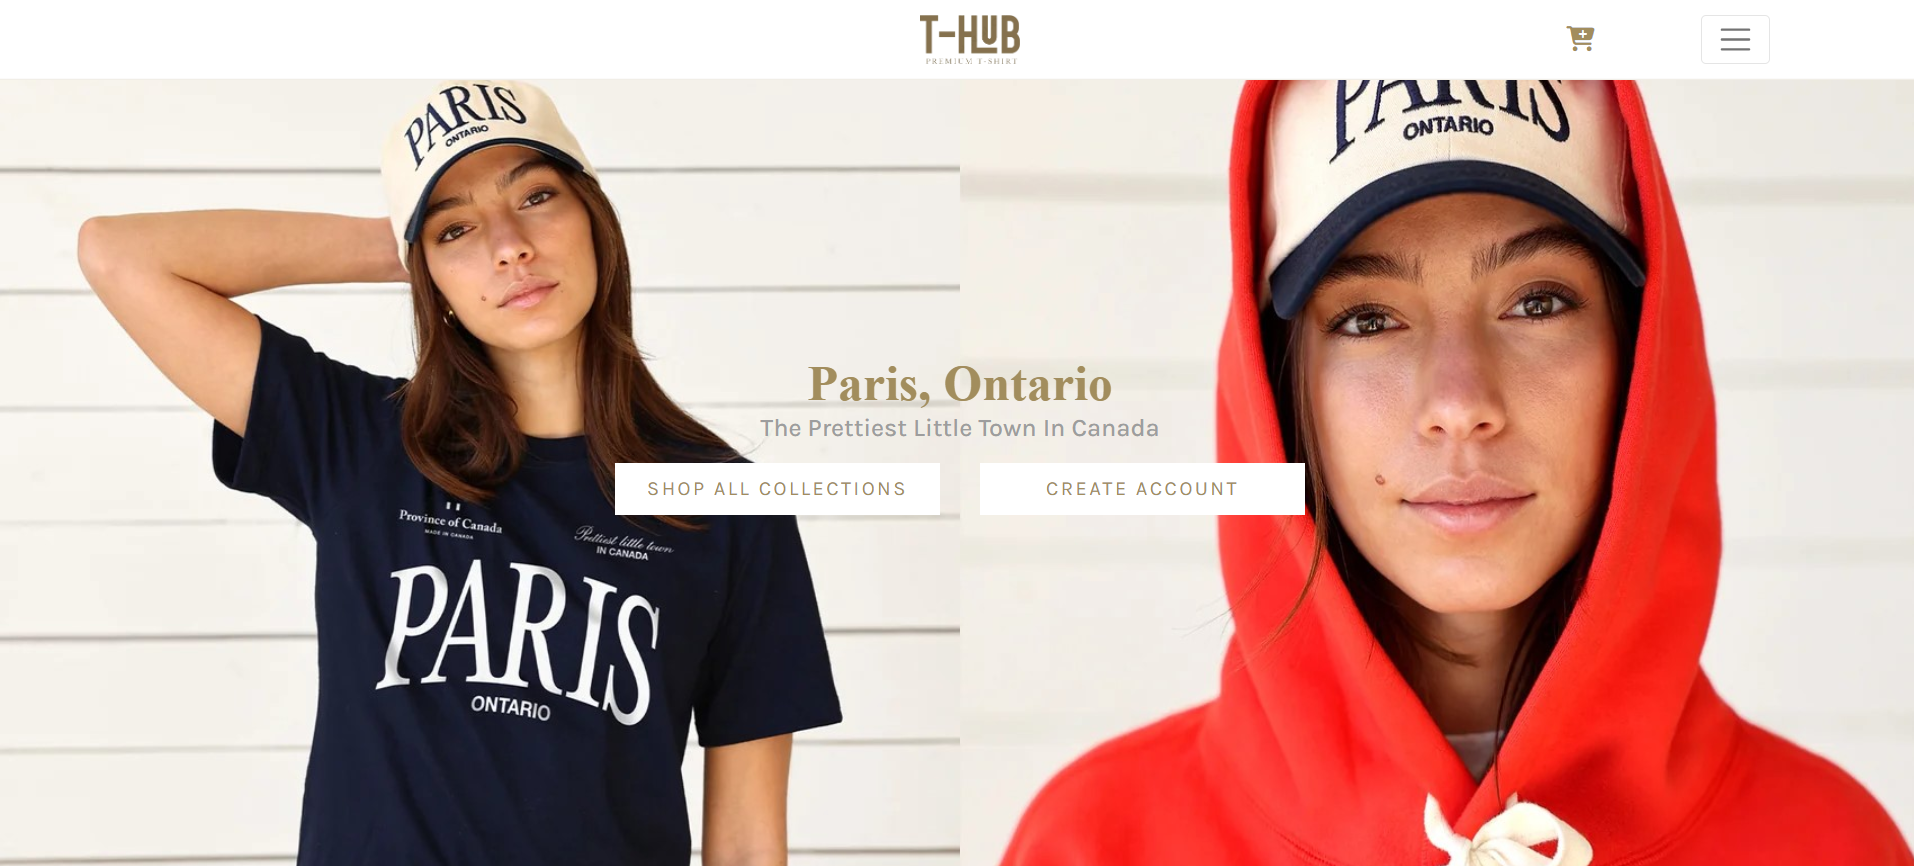 T-HUB
PREMIUM T-SHIRT
PARIS
ONTARIO
PARIS
ONTARIO
Paris, Ontario
The Prettiest Little Town In Canada
SHOP ALL COLLECTIONS
CREATE ACCOUNT
Province of Canada
MADE IN CANADA
Prettiest little town
IN CANADA
PARIS
ONTARIO